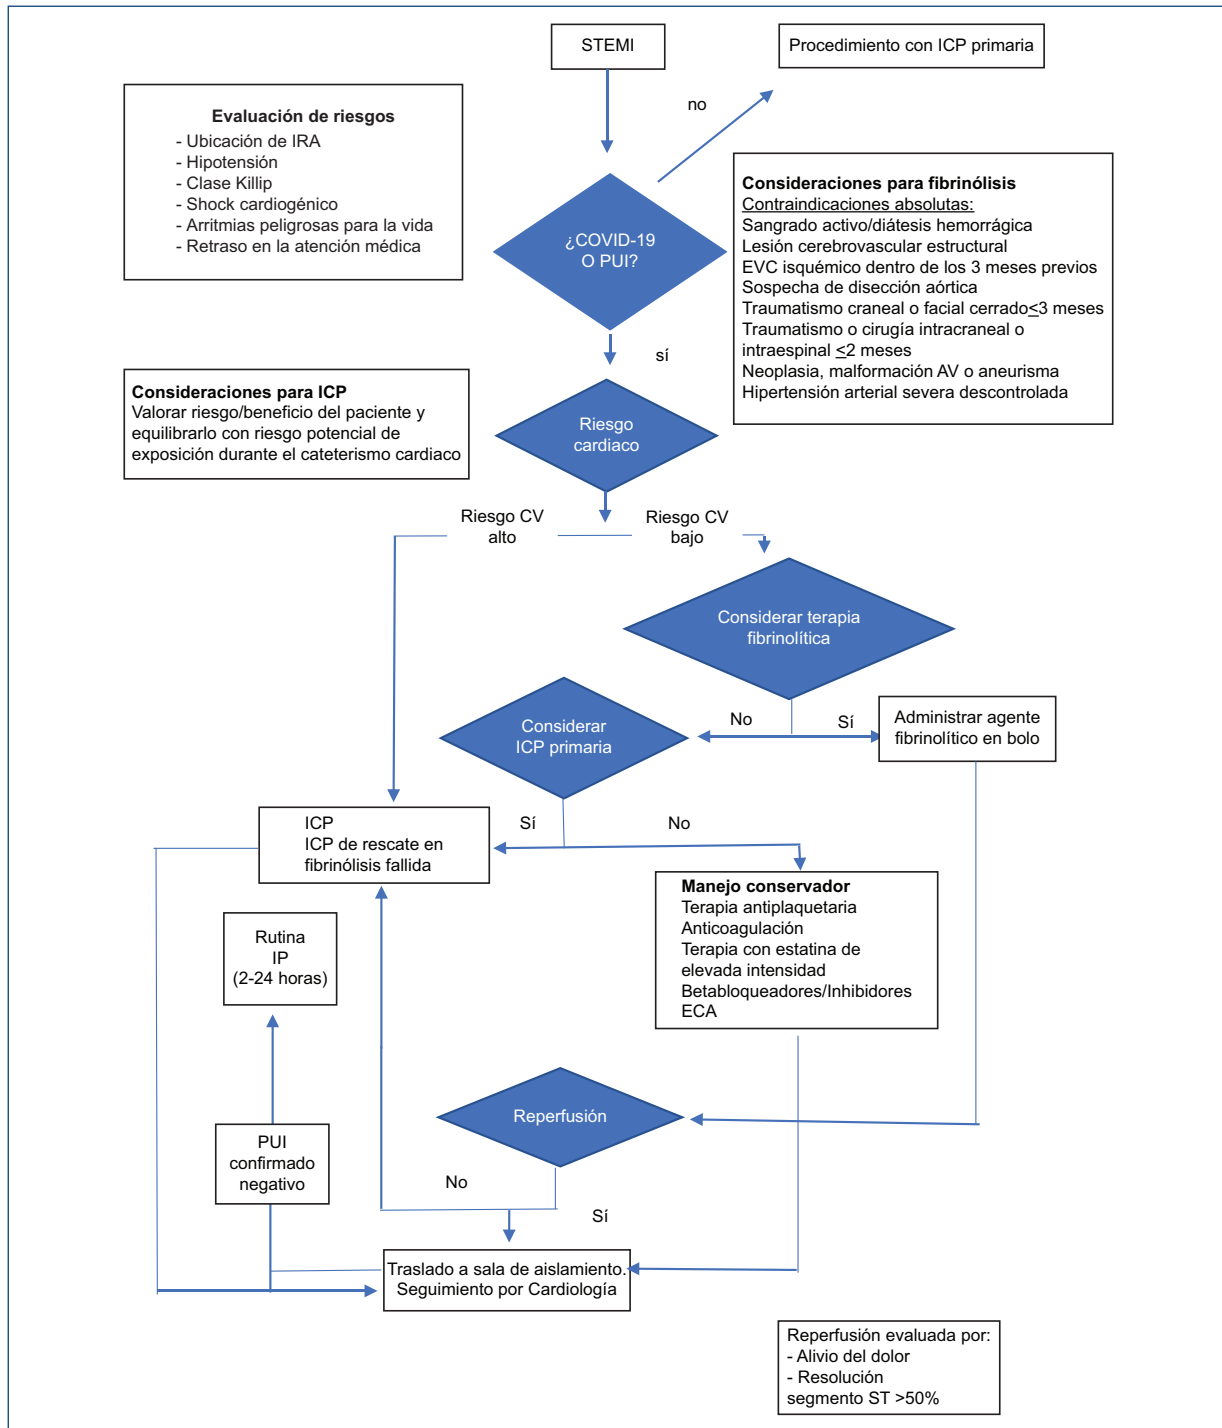 STEMI
Procedimiento con ICP primaria
no
Evaluación de riesgos
- Ubicación de IRA
- Hipotensión
- Clase Killip
- Shock cardiogénico
- Arritmias peligrosas para la vida
- Retraso en la atención médica
¿COVID-19
O PUI?
Consideraciones para fibrinólisis
Contraindicaciones absolutas:
Sangrado activo/diátesis hemorrágica
Lesión cerebrovascular estructural
EVC isquémico dentro de los 3 meses previos
Sospecha de disección aórtica
Traumatismo craneal o facial cerrado≤3 meses
Traumatismo o cirugía intracraneal o
intraespinal ≤2 meses
Neoplasia, malformación AV o aneurisma
Hipertensión arterial severa descontrolada
sí
Consideraciones para ICP
Valorar riesgo/beneficio del paciente y
equilibrarlo con riesgo potencial de
exposición durante el cateterismo cardiaco
Riesgo
cardiaco
Riesgo CV
alto
Riesgo CV
bajo
Considerar terapia
fibrinolítica
Considerar
ICP primaria
No
Sí
Administrar agente
fibrinolítico en bolo
ICP
ICP de rescate en
fibrinólisis fallida
Sí
No
Manejo conservador
Terapia antiplaquetaria
Anticoagulación
Terapia con estatina de
elevada intensidad
Betabloqueadores/Inhibidores
ECA
Rutina
IP
(2-24 horas)
Reperfusión
PUI
confirmado
negativo
No
Sí
Traslado a sala de aislamiento.
Seguimiento por Cardiología
Reperfusión evaluada por:
- Alivio del dolor
- Resolución
segmento ST >50%